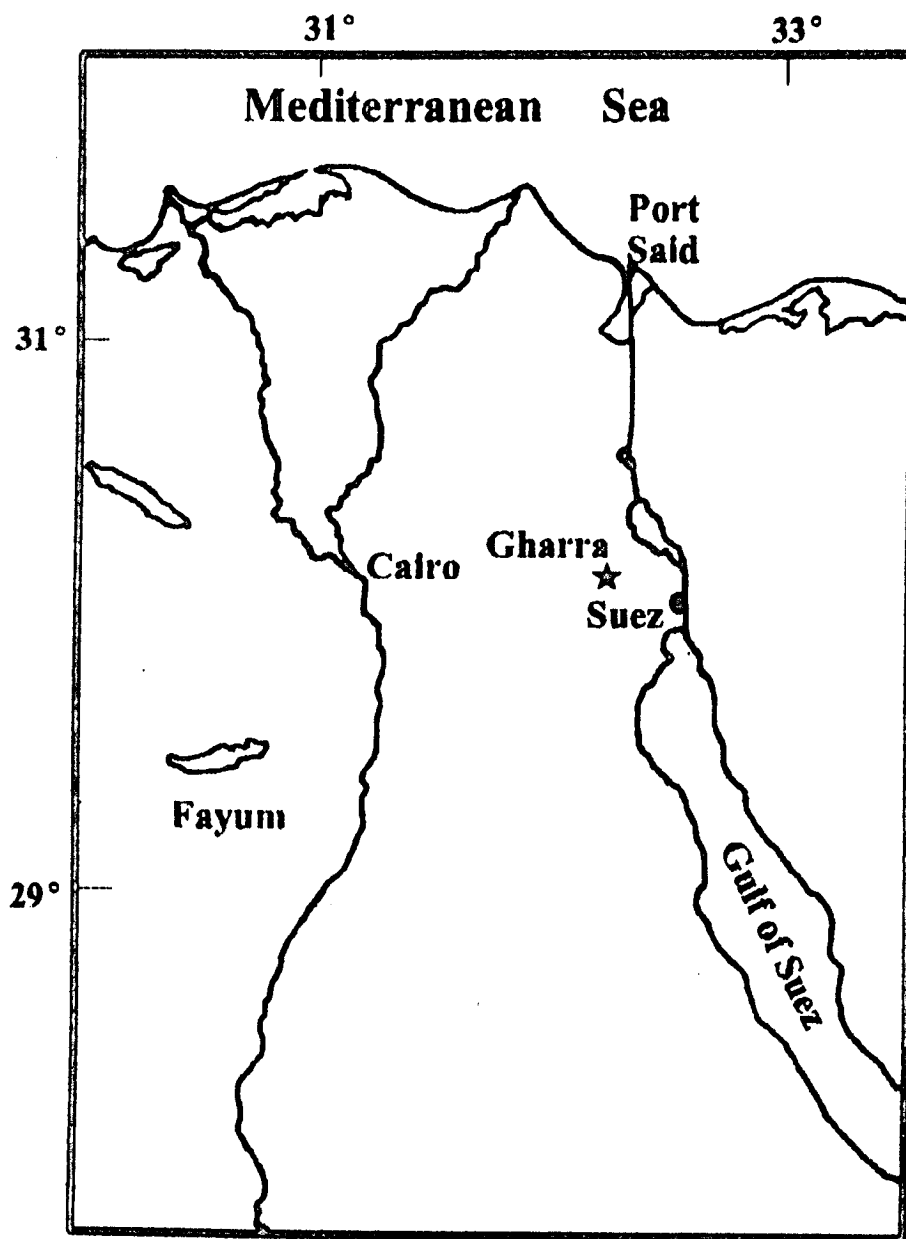 31° 33°
Mediterranean Sea
Port
Said
31°
Gharra
Cairo
Suez
Fayum
29°
Gulf of Suez